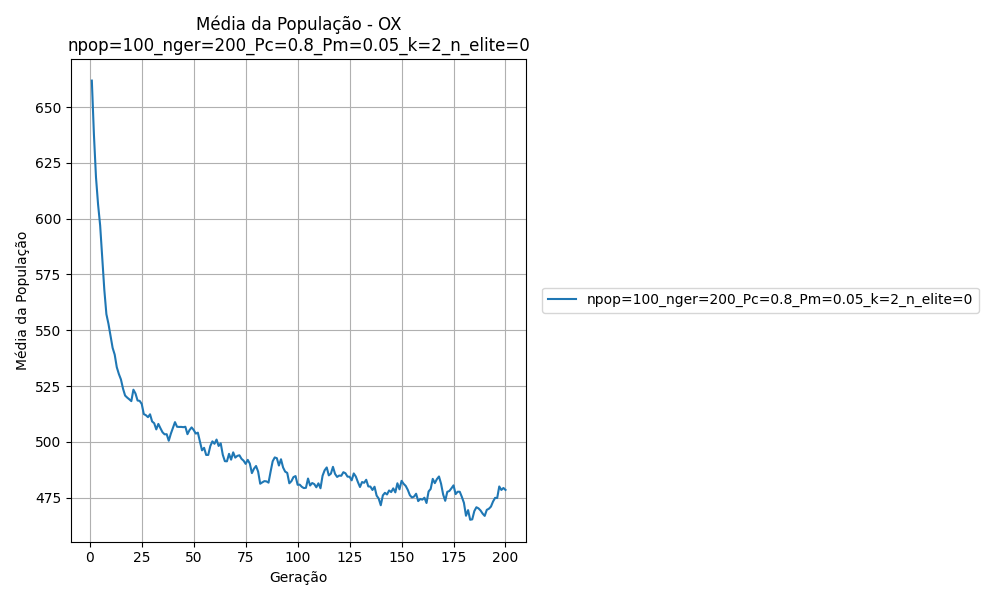 Média da População - OX
npop=100_nger=200_Pc=0.8_Pm=0.05_k=2_n_elite=0
Média da População
650
625
600
575
550
525
500
475
0 25 50 75 100 125 150 175 200
Geração
npop=100_nger=200_Pc=0.8_Pm=0.05_k=2_n_elite=0